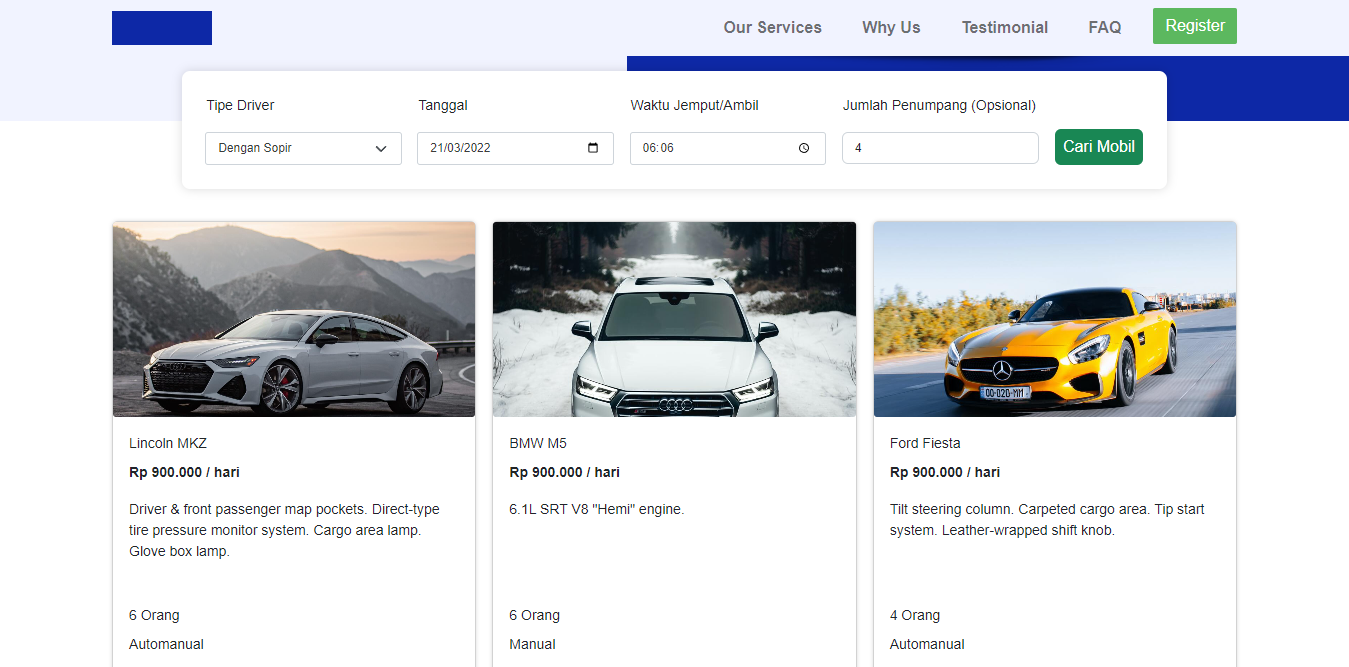 Our Services Why Us Testimonial FAQ Register
Tipe Driver Tanggal Waktu Jemput/Ambil Jumlah Penumpang (Opsional)
Dengan Sopir 21/03/2022 06:06 4 Cari Mobil
00-020-MM
Lincoln MKZ
Rp 900.000 / hari
Driver & front passenger map pockets. Direct-type
tire pressure monitor system. Cargo area lamp.
Glove box lamp.
6 Orang
Automanual
BMW M5
Rp 900.000 / hari
6.1L SRT V8 "Hemi" engine.
6 Orang
Manual
Ford Fiesta
Rp 900.000 / hari
Tilt steering column. Carpeted cargo area. Tip start
system. Leather-wrapped shift knob.
4 Orang
Automanual